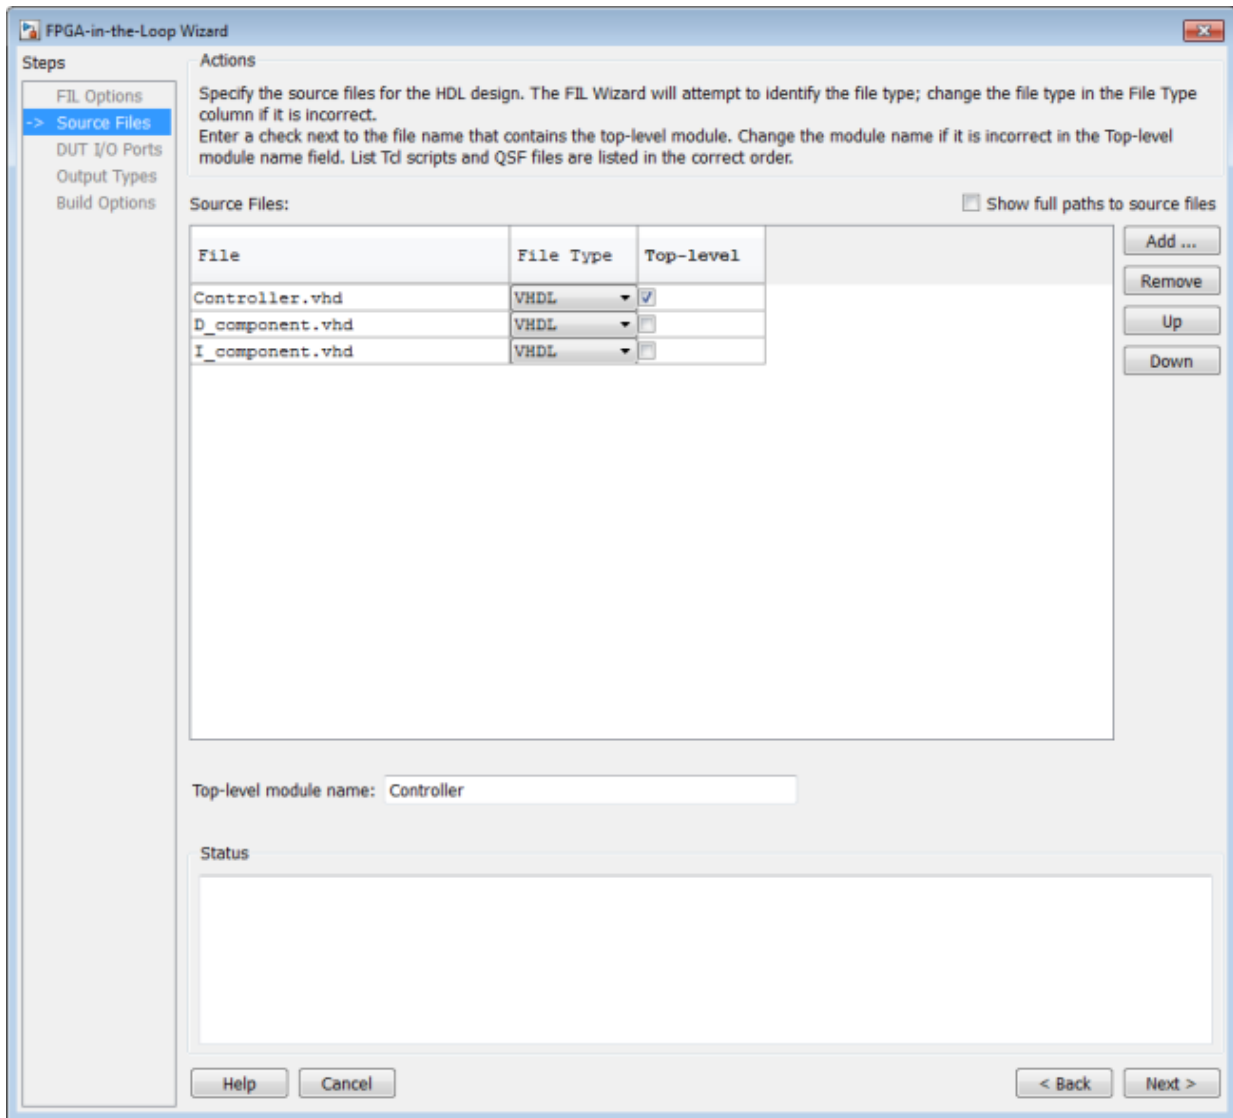 FPGA-in-the-Loop Wizard
Steps
FIL Options
-> Source Files
DUT I/O Ports
Output Types
Build Options
Actions
Specify the source files for the HDL design. The FIL Wizard will attempt to identify the file type; change the file type in the File Type
column if it is incorrect.
Enter a check next to the file name that contains the top-level module. Change the module name if it is incorrect in the Top-level
module name field. List Tcl scripts and QSF files are listed in the correct order.
Source Files:
Show full paths to source files
File File Type Top-level
Controller.vhd VHDL
D_component.vhd VHDL
I_component.vhd VHDL
Add ...
Remove
Up
Down
Top-level module name: Controller
Status
Help Cancel < Back Next >